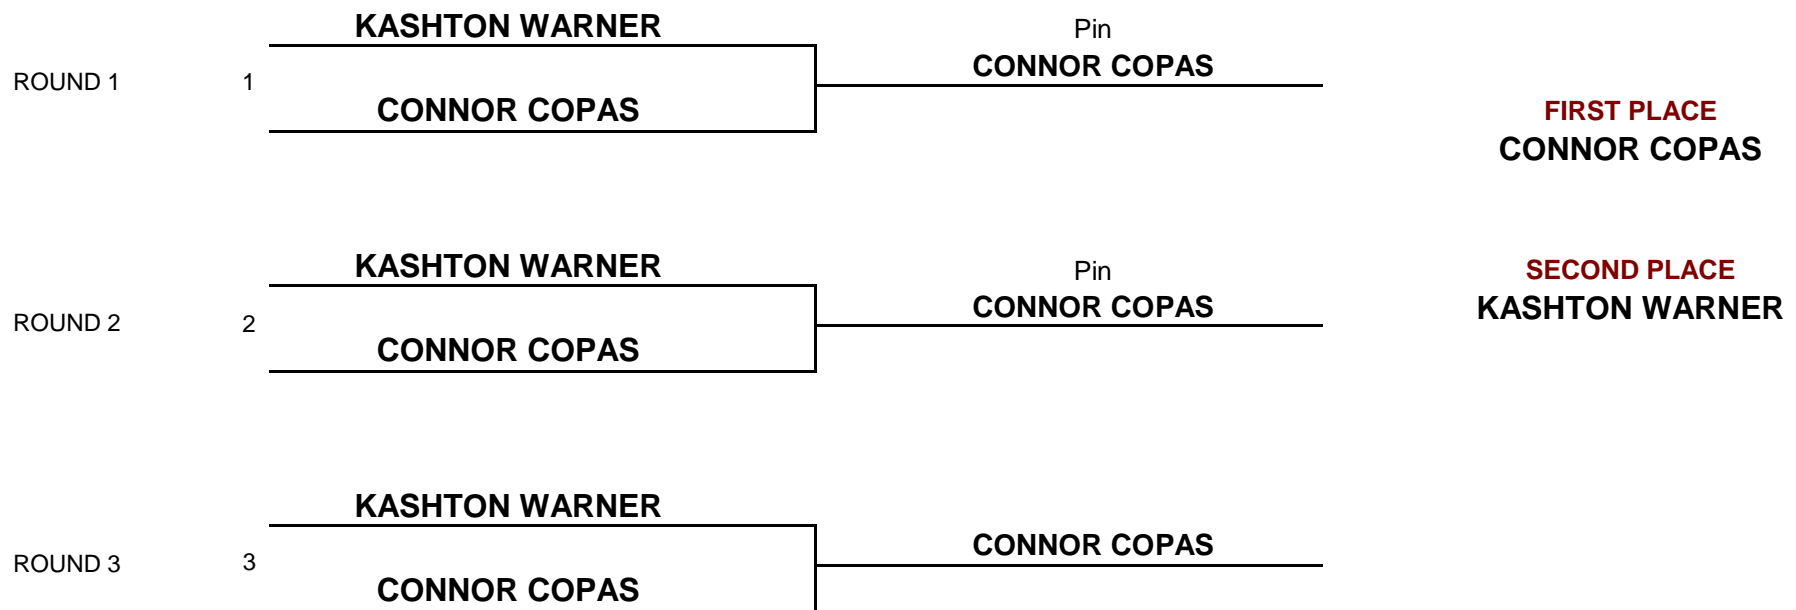 KASHTON WARNER
Pin
ROUND 1
1
CONNOR COPAS
CONNOR COPAS
FIRST PLACE
CONNOR COPAS
KASHTON WARNER
Pin
SECOND PLACE
ROUND 2
2
CONNOR COPAS
KASHTON WARNER
CONNOR COPAS
KASHTON WARNER
ROUND 3
3
CONNOR COPAS
CONNOR COPAS